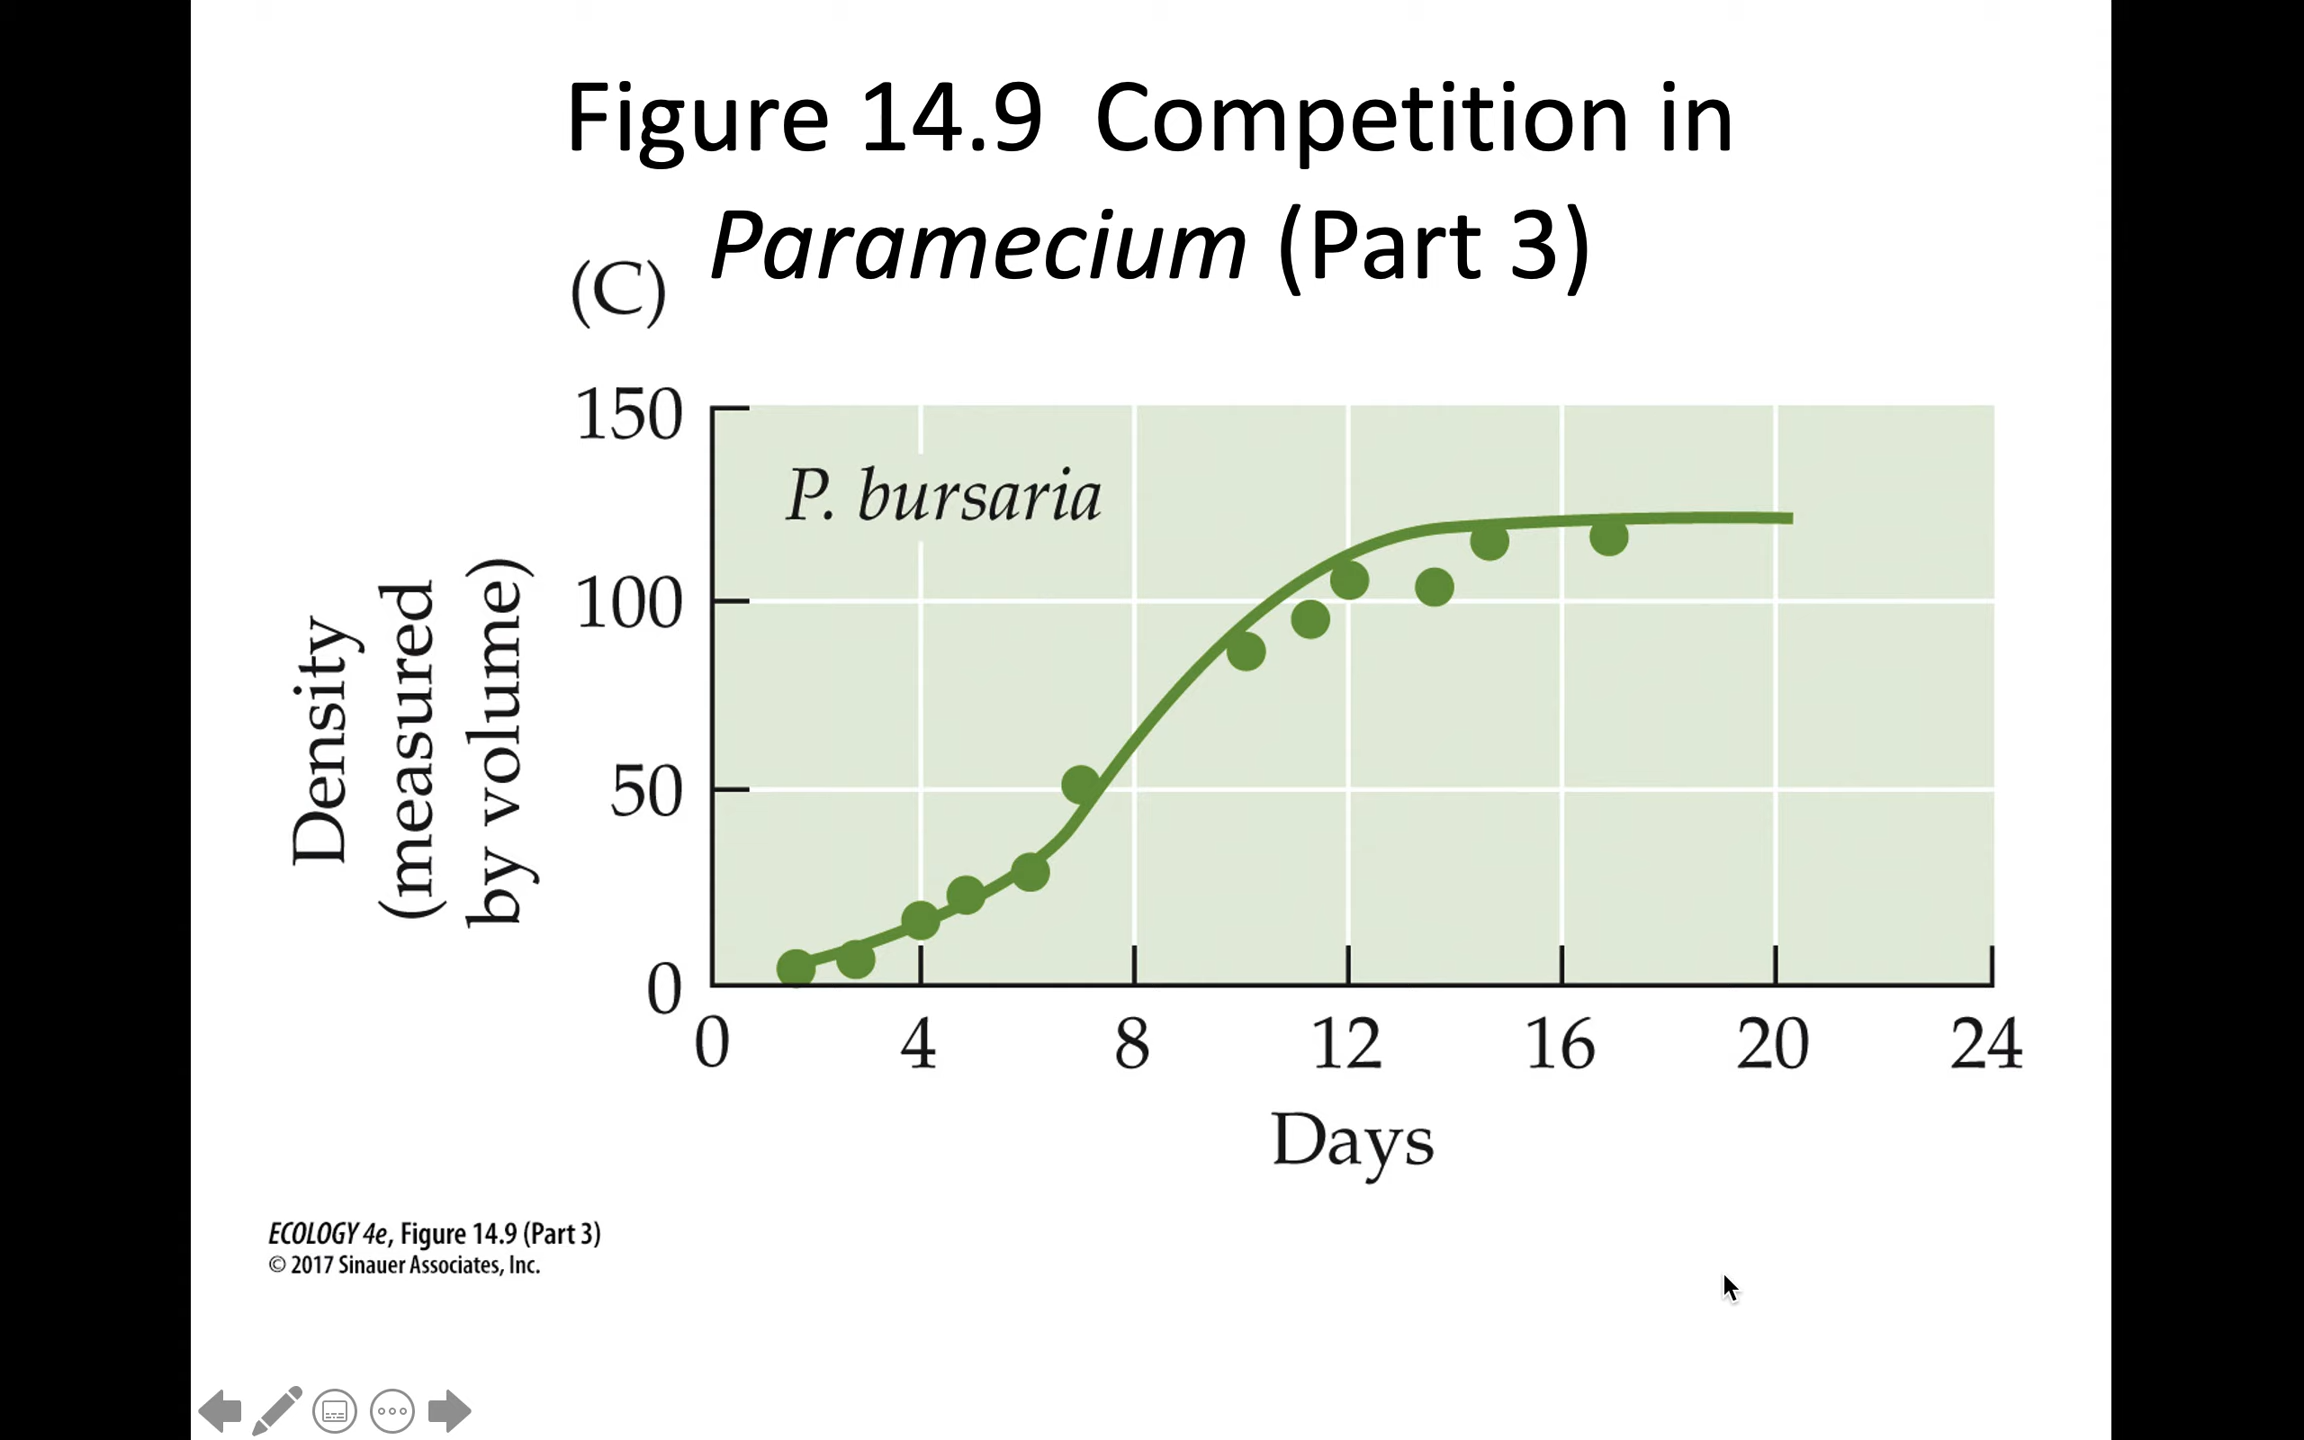 Figure 14.9  Competition in
Paramecium (Part 3)
(C)
150
100
50
0
P. bursaria
Density
(measured
by volume)
0 4 8 12 16 20 24
Days
ECOLOGY 4e, Figure 14.9 (Part 3)
© 2017 Sinauer Associates, Inc.